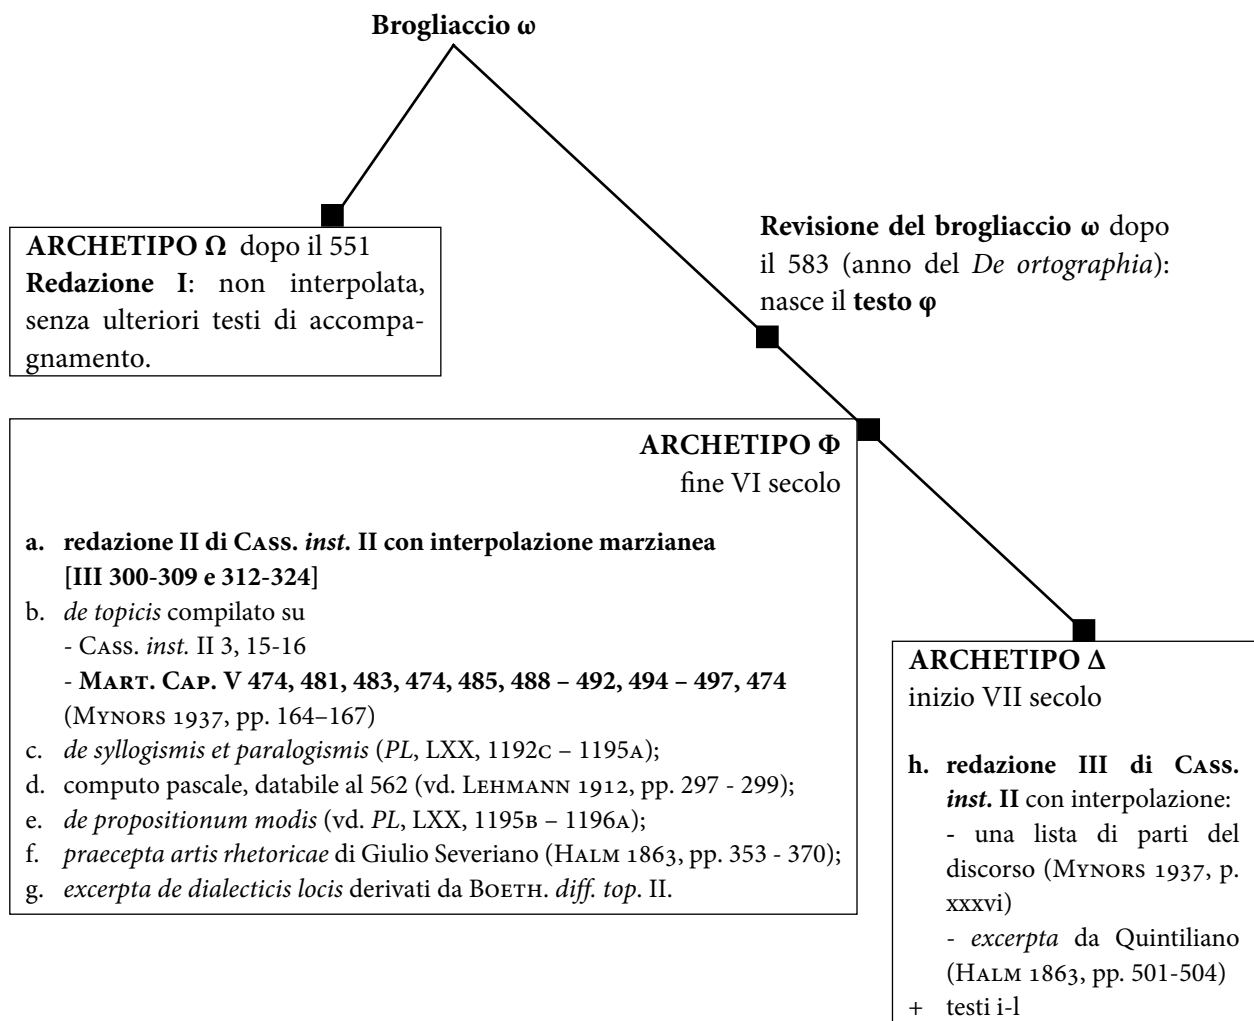 Brogliaccio ω
ARCHETIPO Ω dopo il 551
Redazione I: non interpolata,
senza ulteriori testi di accompa-
gnamento.
Revisione del brogliaccio ω dopo
il 583 (anno del De ortographia):
nasce il testo φ
ARCHETIPO Φ
fine VI secolo
a. redazione II di Cass. inst. II con interpolazione marzianea
[III 300-309 e 312-324]
b. de topicis compilato su
- Cass. inst. II 3, 15-16
- Mart. Cap. V 474, 481, 483, 474, 485, 488 – 492, 494 – 497, 474
(Mynors 1937, pp. 164–167)
c. de syllogismis et paralogismis (PL, LXX, 1192c – 1195a);
d. computo pascale, databile al 562 (vd. Lehmann 1912, pp. 297 - 299);
e. de propositionum modis (vd. PL, LXX, 1195b – 1196a);
f. praecepta artis rhetoricae di Giulio Severiano (Halm 1863, pp. 353 - 370);
g. excerpta de dialecticis locis derivati da Boeth. diff. top. II.
ARCHETIPO Δ
inizio VII secolo
h. redazione III di Cass.
inst. II con interpolazione:
- una lista di parti del
discorso (Mynors 1937, p.
xxxvi)
- excerpta da Quintiliano
(Halm 1863, pp. 501-504)
+ testi i-l